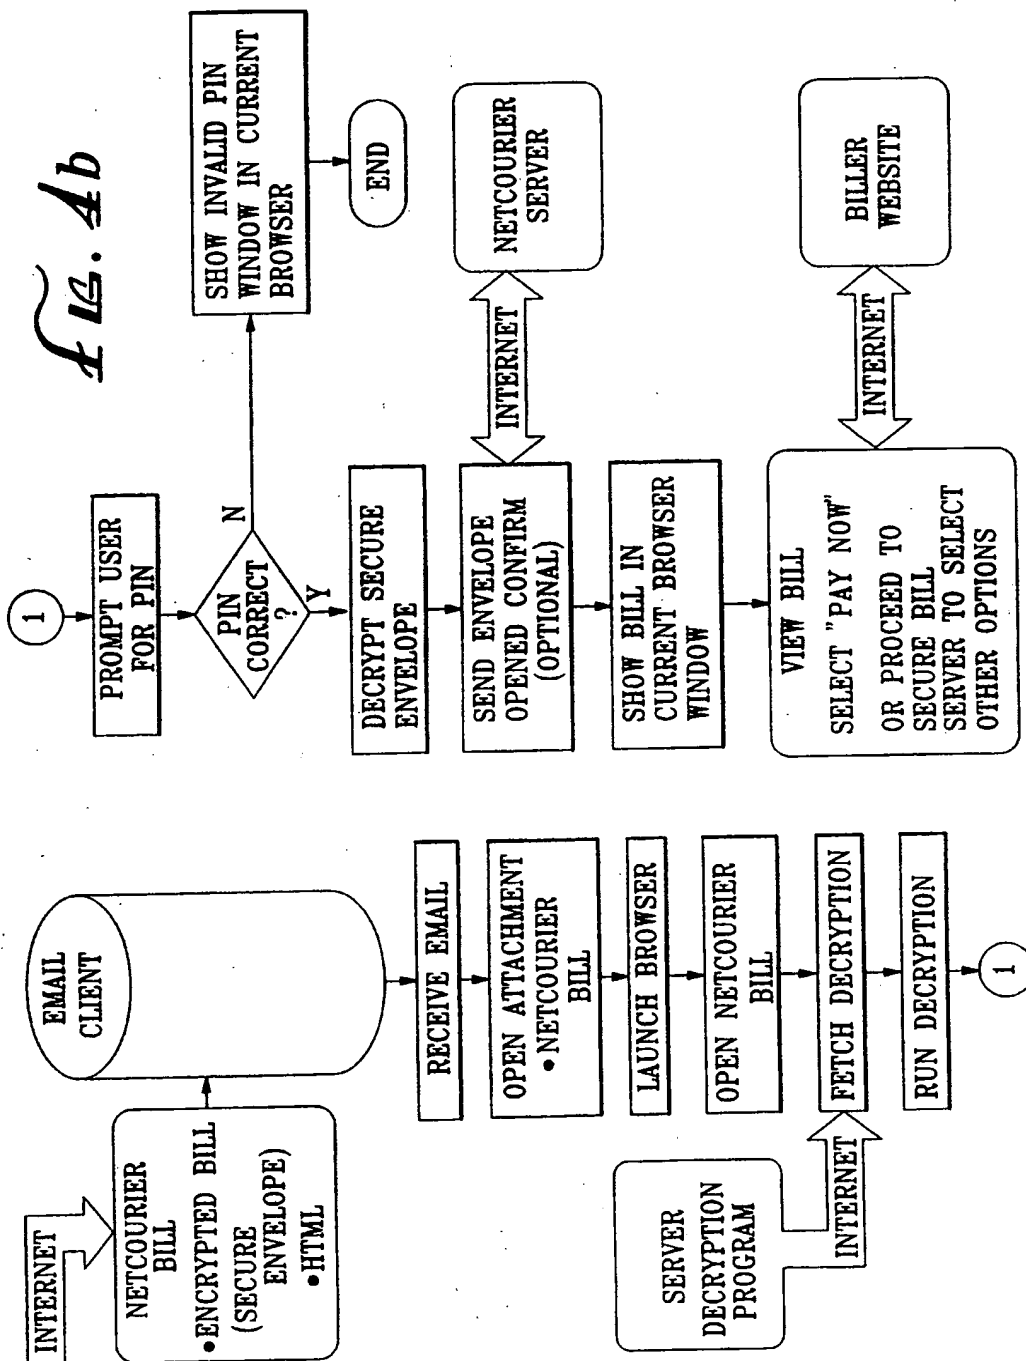 FIG. 4b
INTERNET
NETCOURIER
BILL
•ENCRYPTED BILL
(SECURE
ENVELOPE)
•HTML
EMAIL
CLIENT
RECEIVE EMAIL
OPEN ATTACHMENT
•NETCOURIER
BILL
LAUNCH BROWSER
OPEN NETCOURIER
BILL
SERVER
DECRYPTION
PROGRAM
INTERNET
FETCH DECRYPTION
RUN DECRYPTION
1
1
PROMPT USER
FOR PIN
PIN
CORRECT
?
N
Y
SHOW INVALID PIN
WINDOW IN CURRENT
BROWSER
END
DECRYPT SECURE
ENVELOPE
SEND ENVELOPE
OPENED CONFIRM
(OPTIONAL)
INTERNET
NETCOURIER
SERVER
SHOW BILL IN
CURRENT BROWSER
WINDOW
VIEW BILL
SELECT "PAY NOW"
OR PROCEED TO
SECURE BILL
SERVER TO SELECT
OTHER OPTIONS
INTERNET
BILLER
WEBSITE